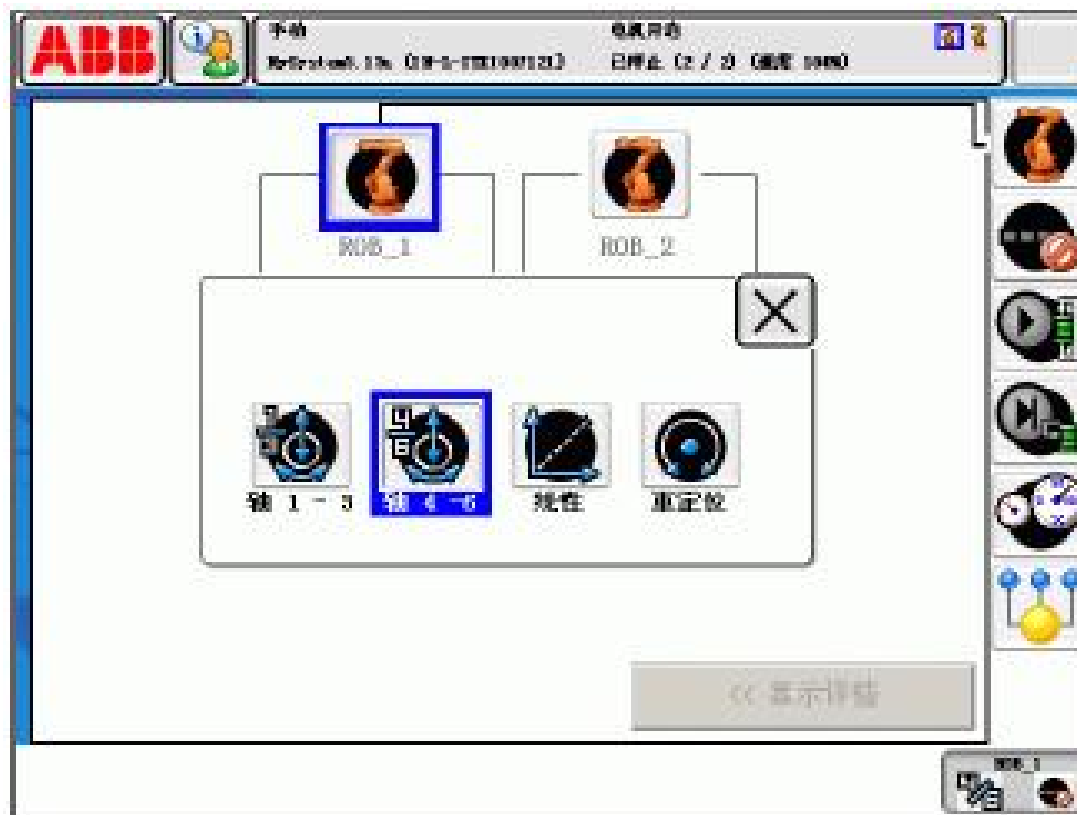 ABB
手动
电机开启
已停止 (2 / 2) (速度 100%)
ROB_1
ROB_2
轴 1 - 3
轴 4 -6
线性
重定位
<< 显示详情
ROB_1